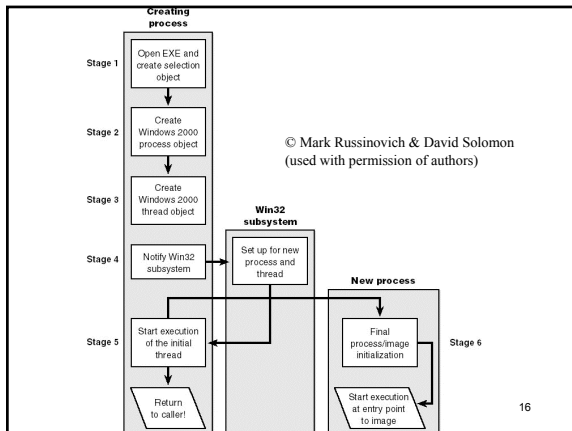 Creating
process
Stage 1
Open EXE and
create selection
object
Stage 2
Create
Windows 2000
process object
© Mark Russinovich & David Solomon
(used with permission of authors)
Stage 3
Create
Windows 2000
thread object
Win32
subsystem
Stage 4
Notify Win32
subsystem
Set up for new
process and
thread
New process
Stage 5
Start execution
of the initial
thread
Final
process/image
initialization
Stage 6
Return
to caller!
Start execution
at entry point
to image
16